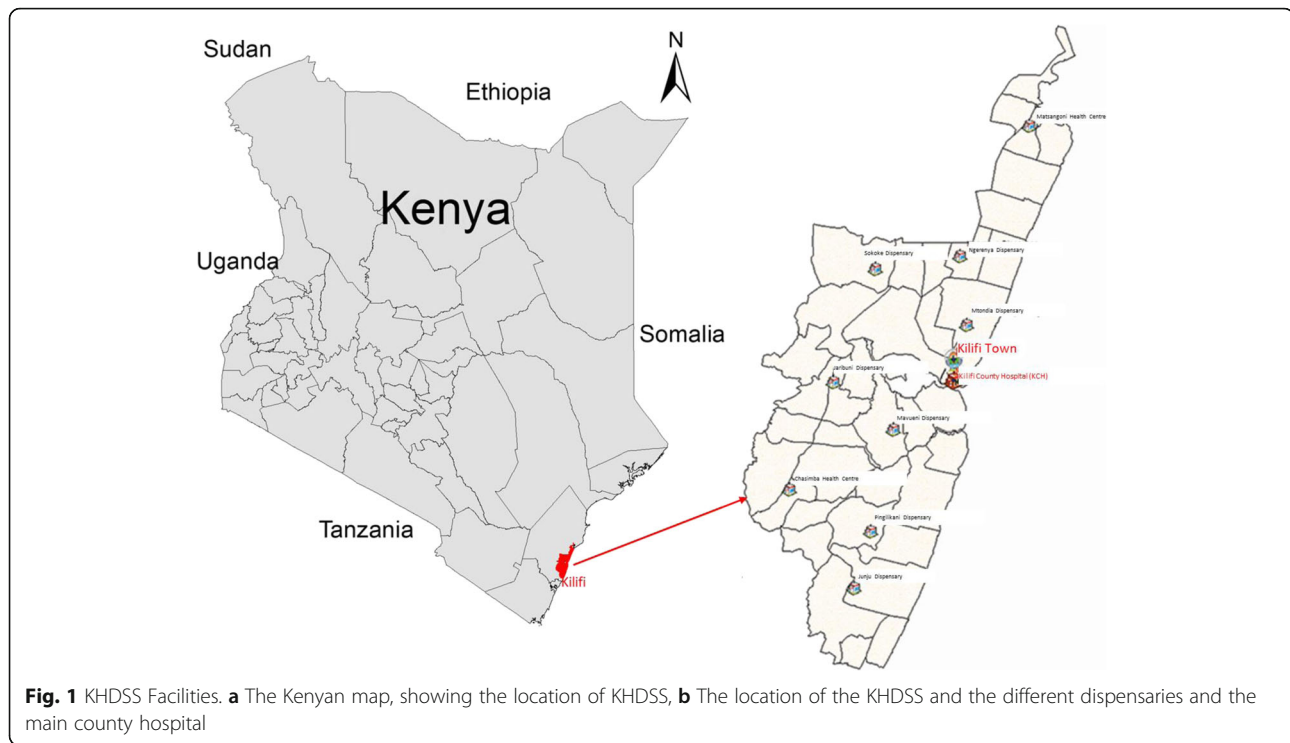 Sudan
Ethiopia
N
Kenya
Uganda
Somalia
Tanzania
Kilifi
Matsangoni Health Centre
Sokoke Dispensary
Ngerenya Dispensary
Mtondia Dispensary
Kilifi Town
Jaribuni Dispensary
Kilifi County Hospital (KCH)
Mavueni Dispensary
Chasimba Health Centre
Pingilikani Dispensary
Junju Dispensary
Fig. 1 KHDSS Facilities. a The Kenyan map, showing the location of KHDSS, b The location of the KHDSS and the different dispensaries and the
main county hospital